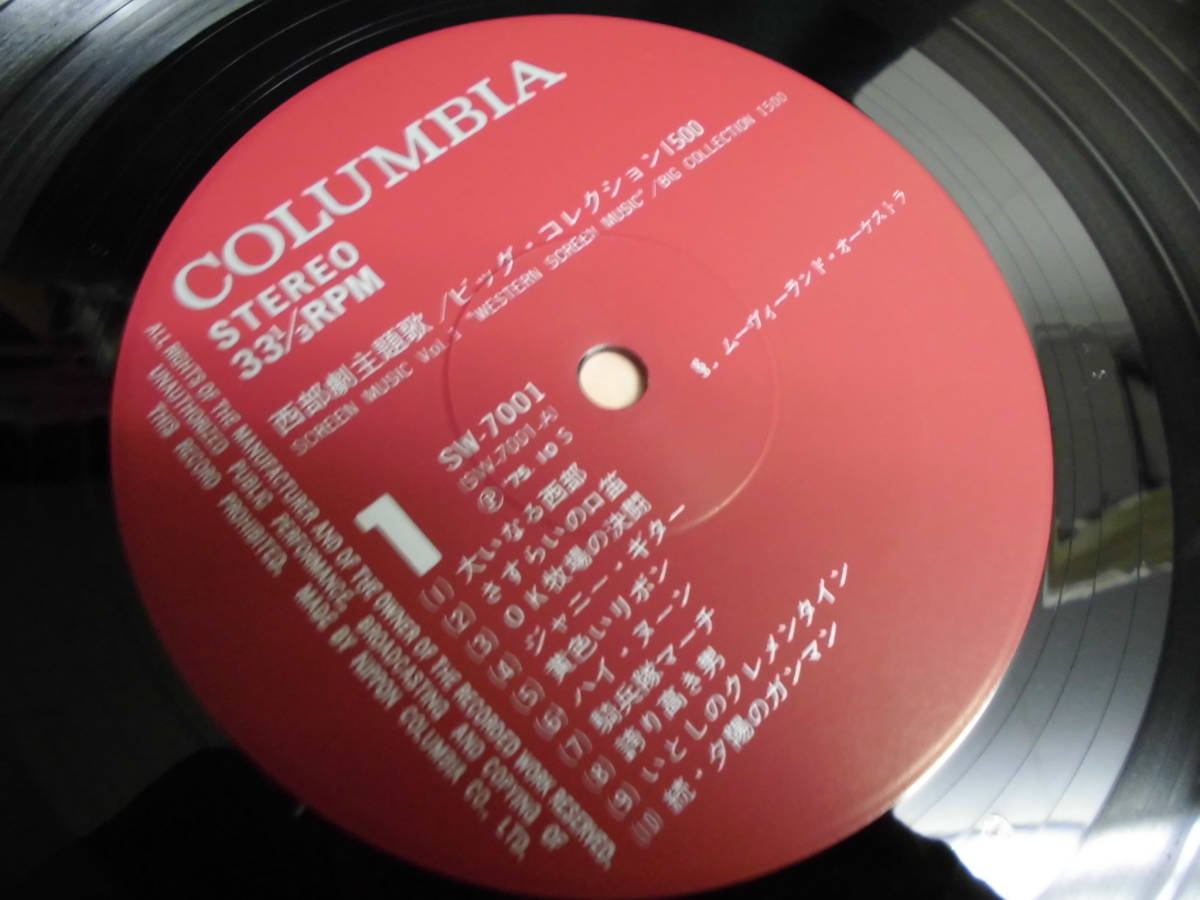 COLUMBIA
STEREO
33 1/3 RPM
西部劇主題歌/ビッグ・コレクション1500
SCREEN MUSIC Vol.1 "WESTERN SCREEN MUSIC"/BIG COLLECTION 1500
SW-7001
(SW-7001-A)
Ⓟ '75.10 S
1
(1) 大いなる西部
(2) さすらいの口笛
(3) OK牧場の決闘
(4) ジャニー・ギター
(5) 黄色いリボン
(6) ハイ・ヌーン
(7) 騎兵隊マーチ
(8) 誇り高き男
(9) いとしのクレメンタイン
(10) 続・夕陽のガンマン
ムーヴィーランド・オーケストラ
ALL RIGHTS OF THE MANUFACTURER AND OF THE OWNER OF THE RECORDED WORK RESERVED.
UNAUTHORIZED PUBLIC PERFORMANCE, BROADCASTING AND COPYING OF
THIS RECORD PROHIBITED. MADE BY NIPPON COLUMBIA CO., LTD.